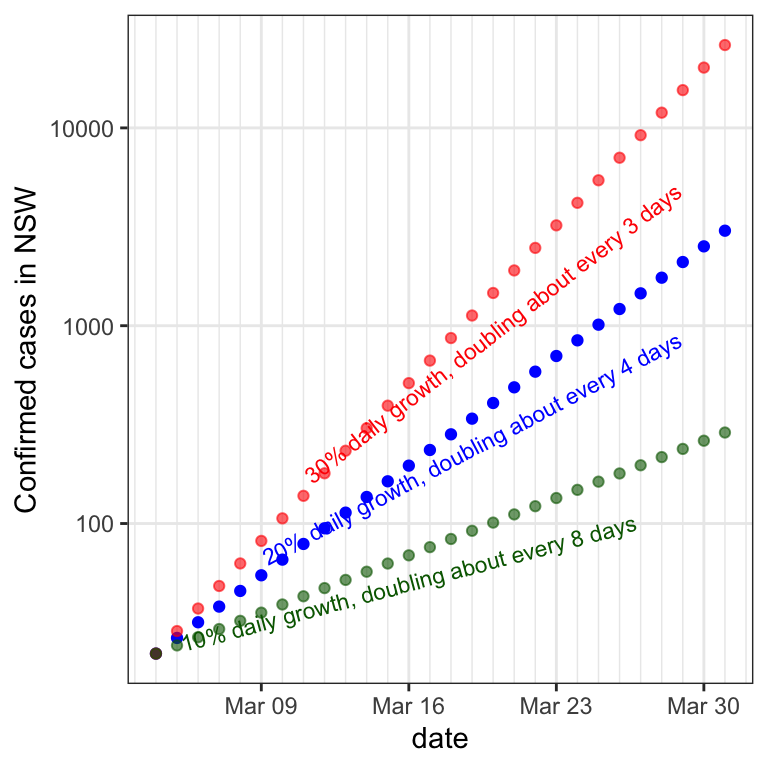 10000
1000
100
Confirmed cases in NSW
30% daily growth, doubling about every 3 days
20% daily growth, doubling about every 4 days
10% daily growth, doubling about every 8 days
Mar 09
Mar 16
Mar 23
Mar 30
date